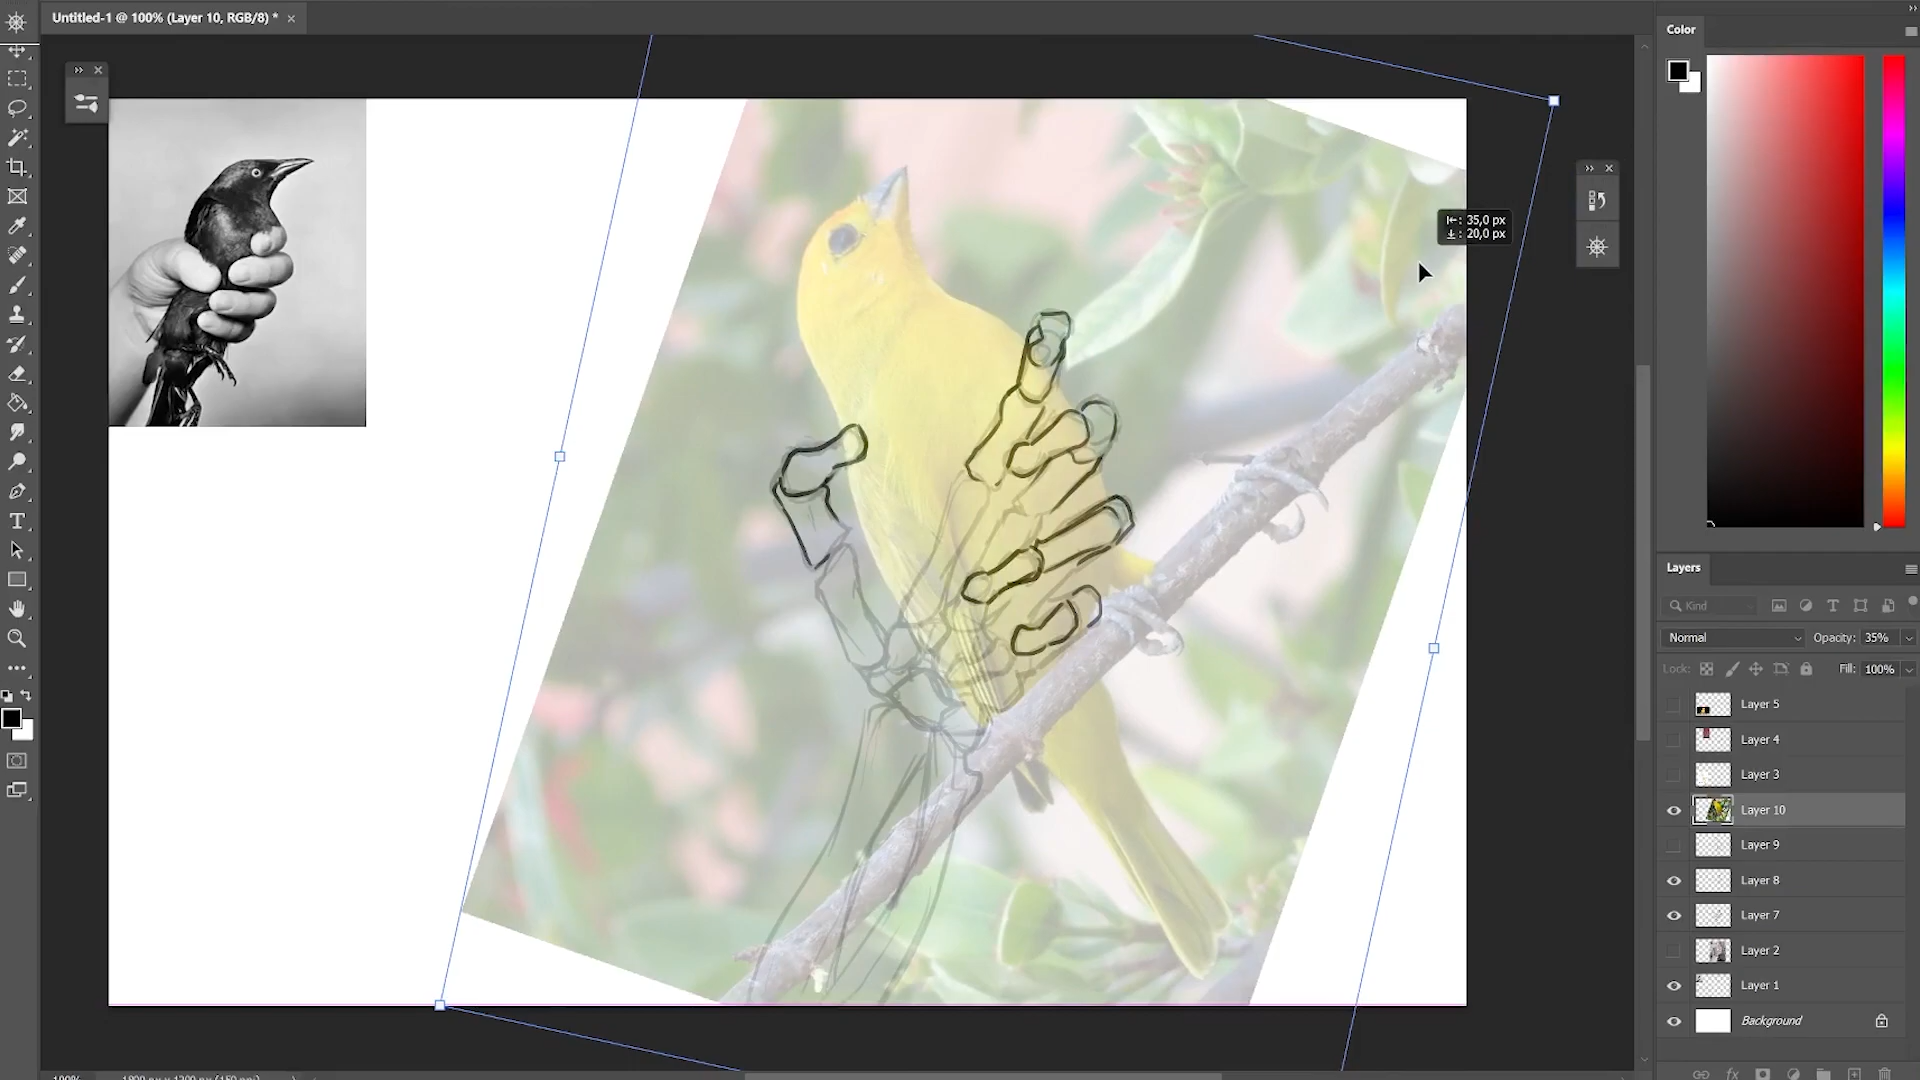 Untitled-1 @ 100% (Layer 10, RGB/8) *
Color
35,0 px
20,0 px
Layers
Kind
Normal
Opacity: 35%
Lock:
Fill: 100%
Layer 5
Layer 4
Layer 3
Layer 10
Layer 9
Layer 8
Layer 7
Layer 2
Layer 1
Background